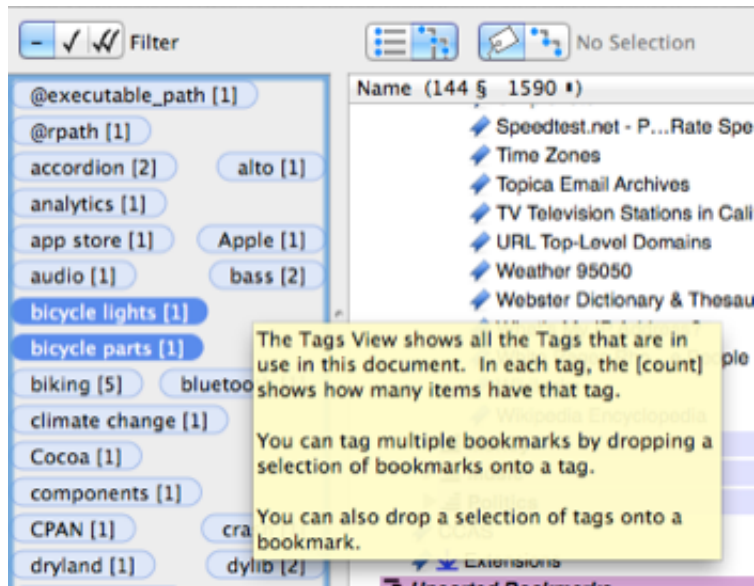 Filter
No Selection
@executable_path [1]
@rpath [1]
accordion [2] alto [1]
analytics [1]
app store [1] Apple [1]
audio [1] bass [2]
bicycle lights [1]
bicycle parts [1]
biking [5]
climate change [1]
Cocoa [1]
components [1]
CPAN [1]
dryland [1] dylib [2]
Name (144 § 1590 )
Speedtest.net - P...Rate Spe
Time Zones
Topica Email Archives
TV Television Stations in Cali
URL Top-Level Domains
Weather 95050
Webster Dictionary & Thesau
Wikipedia Encyclopedia
Politics
CCAS
Extensions
The Tags View shows all the Tags that are in
use in this document. In each tag, the [count]
shows how many items have that tag.
You can tag multiple bookmarks by dropping a
selection of bookmarks onto a tag.
You can also drop a selection of tags onto a
bookmark.